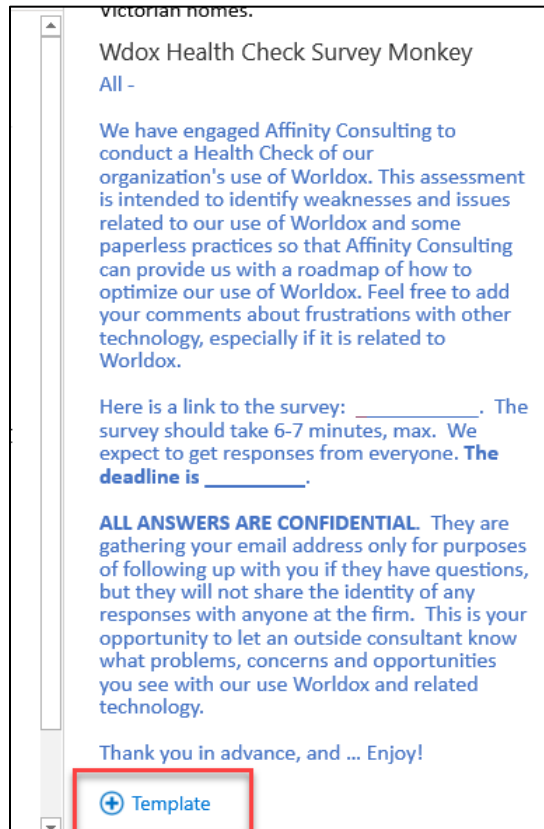 Victorian homes.
Wdox Health Check Survey Monkey
All -
We have engaged Affinity Consulting to
conduct a Health Check of our
organization's use of Worldox. This assessment
is intended to identify weaknesses and issues
related to our use of Worldox and some
paperless practices so that Affinity Consulting
can provide us with a roadmap of how to
optimize our use of Worldox. Feel free to add
your comments about frustrations with other
technology, especially if it is related to
Worldox.
Here is a link to the survey: ___________. The
survey should take 6-7 minutes, max. We
expect to get responses from everyone. The
deadline is _________.
ALL ANSWERS ARE CONFIDENTIAL. They are
gathering your email address only for purposes
of following up with you if they have questions,
but they will not share the identity of any
responses with anyone at the firm. This is your
opportunity to let an outside consultant know
what problems, concerns and opportunities
you see with our use Worldox and related
technology.
Thank you in advance, and ... Enjoy!
Template